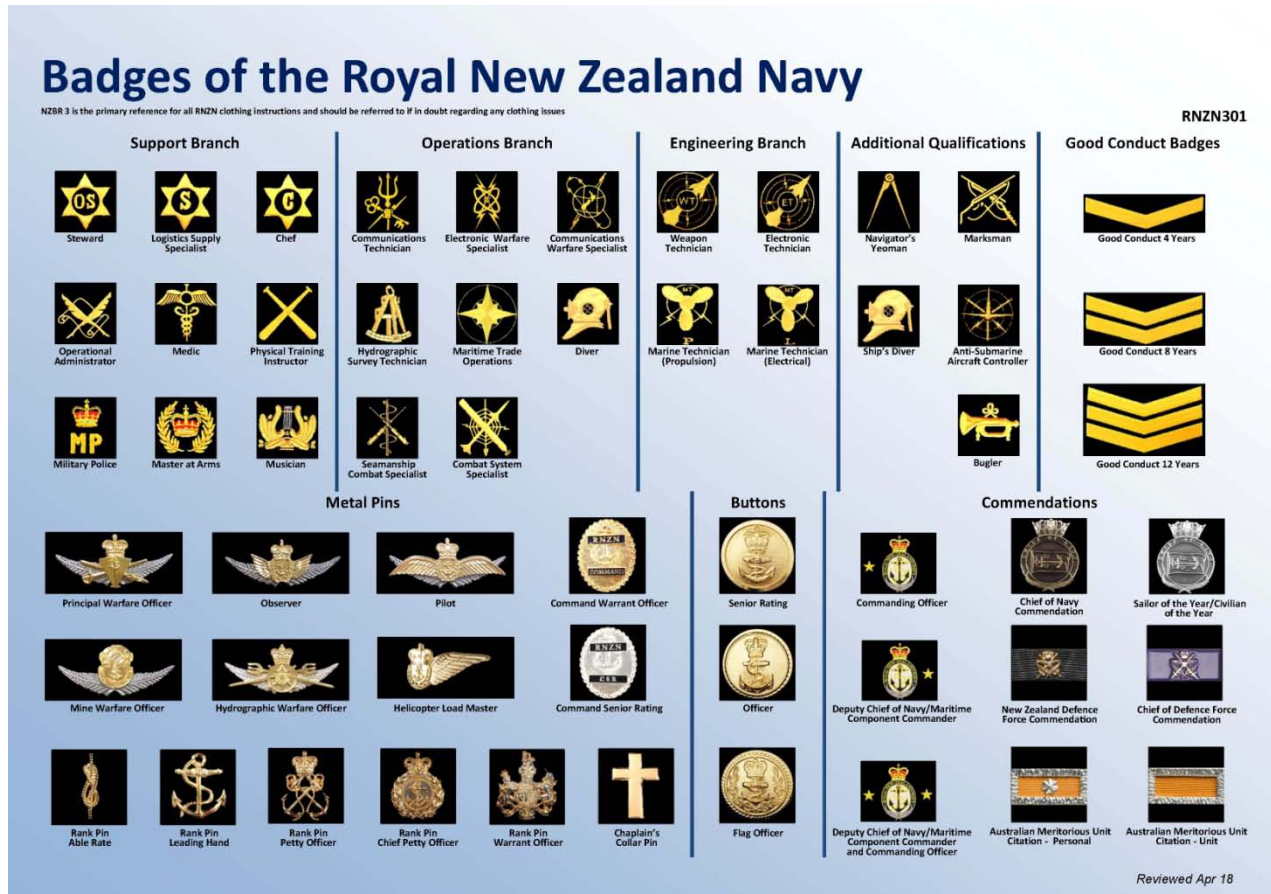 Badges of the Royal New Zealand Navy
NZBR 3 is the primary reference for all RNZN clothing instructions and should be referred to if in doubt regarding any clothing issues
RNZN301
Support Branch
OS
Steward
S
Logistics Supply
Specialist
C
Chef
Operational
Administrator
Medic
Physical Training
Instructor
MP
Military Police
Master at Arms
Musician
Operations Branch
Communications
Technician
Electronic Warfare
Specialist
Communications
Warfare Specialist
Hydrographic
Survey Technician
Maritime Trade
Operations
Diver
Seamanship
Combat Specialist
Combat System
Specialist
Engineering Branch
WT
Weapon
Technician
ET
Electronic
Technician
MT
P
Marine Technician
(Propulsion)
MT
L
Marine Technician
(Electrical)
Additional Qualifications
Navigator's
Yeoman
Marksman
Ship's Diver
Anti-Submarine
Aircraft Controller
Bugler
Good Conduct Badges
Good Conduct 4 Years
Good Conduct 8 Years
Good Conduct 12 Years
Metal Pins
Principal Warfare Officer
Observer
Pilot
RNZN
COMMAND
Command Warrant Officer
Mine Warfare Officer
Hydrographic Warfare Officer
Helicopter Load Master
RNZN
CSR
Command Senior Rating
Rank Pin
Able Rate
Rank Pin
Leading Hand
Rank Pin
Petty Officer
Rank Pin
Chief Petty Officer
Rank Pin
Warrant Officer
Chaplain's
Collar Pin
Buttons
Senior Rating
Officer
Flag Officer
Commendations
Commanding Officer
Chief of Navy
Commendation
Sailor of the Year/Civilian
of the Year
Deputy Chief of Navy/Maritime
Component Commander
New Zealand Defence
Force Commendation
Chief of Defence Force
Commendation
Deputy Chief of Navy/Maritime
Component Commander
and Commanding Officer
Australian Meritorious Unit
Citation - Personal
Australian Meritorious Unit
Citation - Unit
Reviewed Apr 18